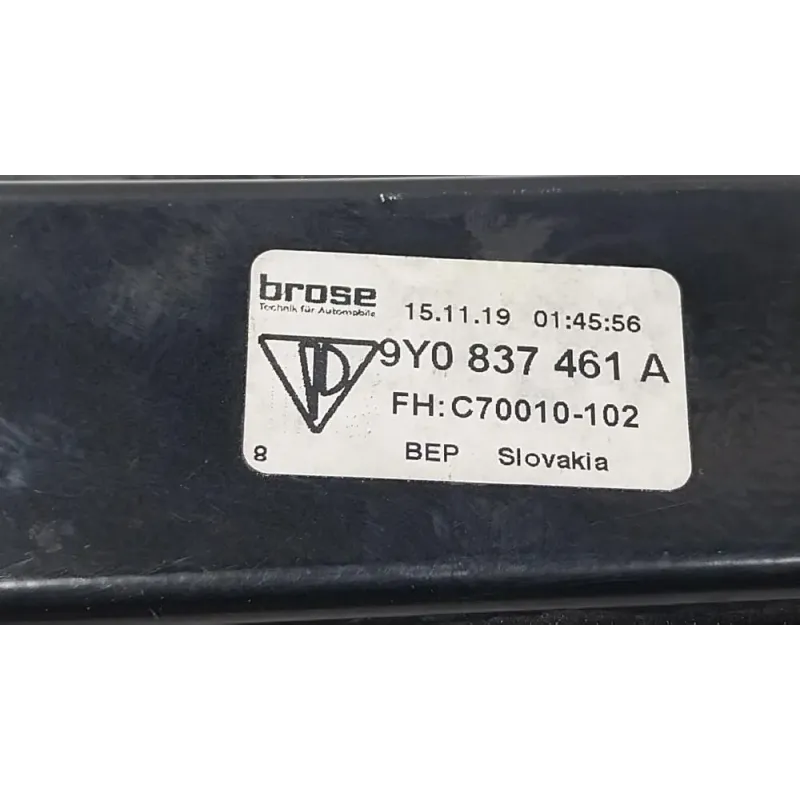 brose
Technik für Automobile
15.11.19 01:45:56
9Y0 837 461 A
FH: C70010-102
8 BEP Slovakia